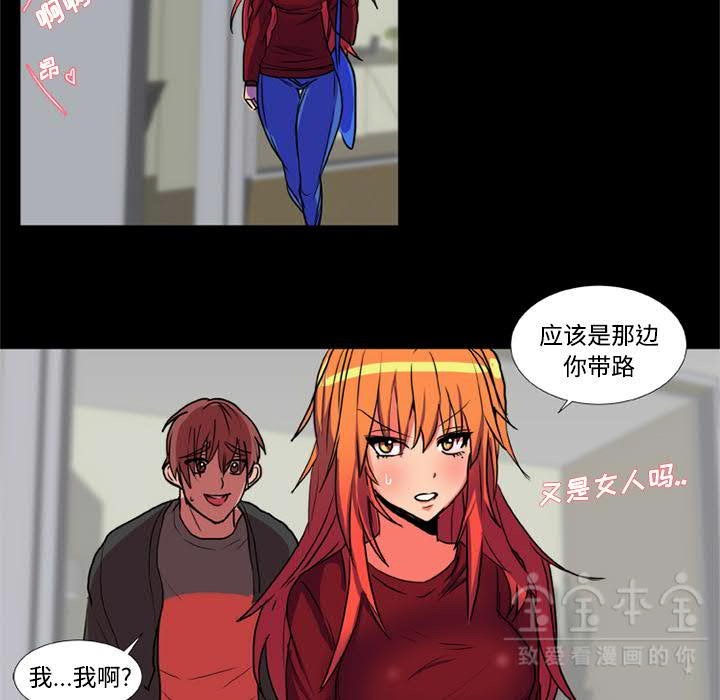 啊啊
昂♡
应该是那边
你带路
又是女人吗..
宝宝本宝
致爱看漫画的你
我...我啊?